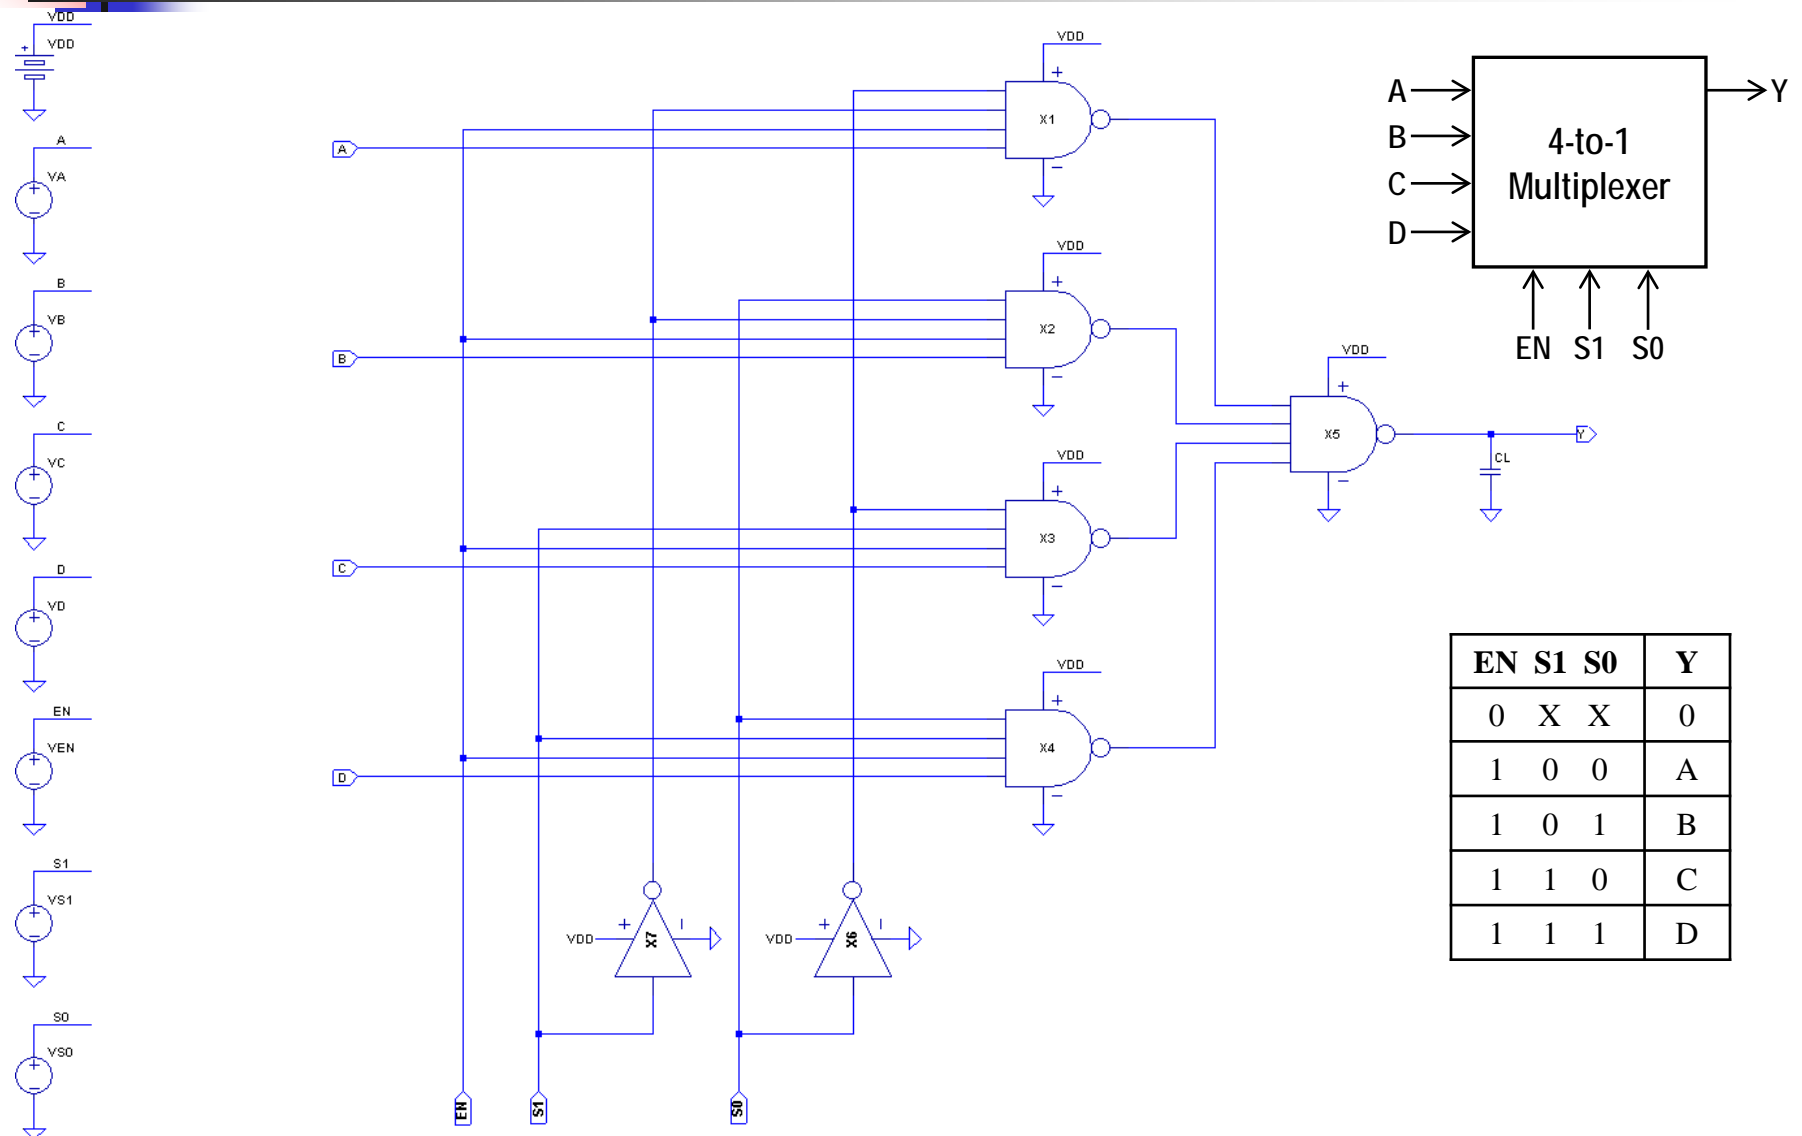 VDD
VDD
+
A
VA
B
VB
C
VC
D
VD
EN
VEN
S1
VS1
S0
VS0
A
B
C
D
EN
S1
S0
VDD
+
X1
VDD
+
X2
VDD
+
X3
VDD
+
X4
VDD
+
X5
Y
CL
VDD
+
X7
VDD
+
X6
A
B
C
D
4-to-1
Multiplexer
Y
EN S1 S0
EN S1 S0 Y
0 X X 0
1 0 0 A
1 0 1 B
1 1 0 C
1 1 1 D